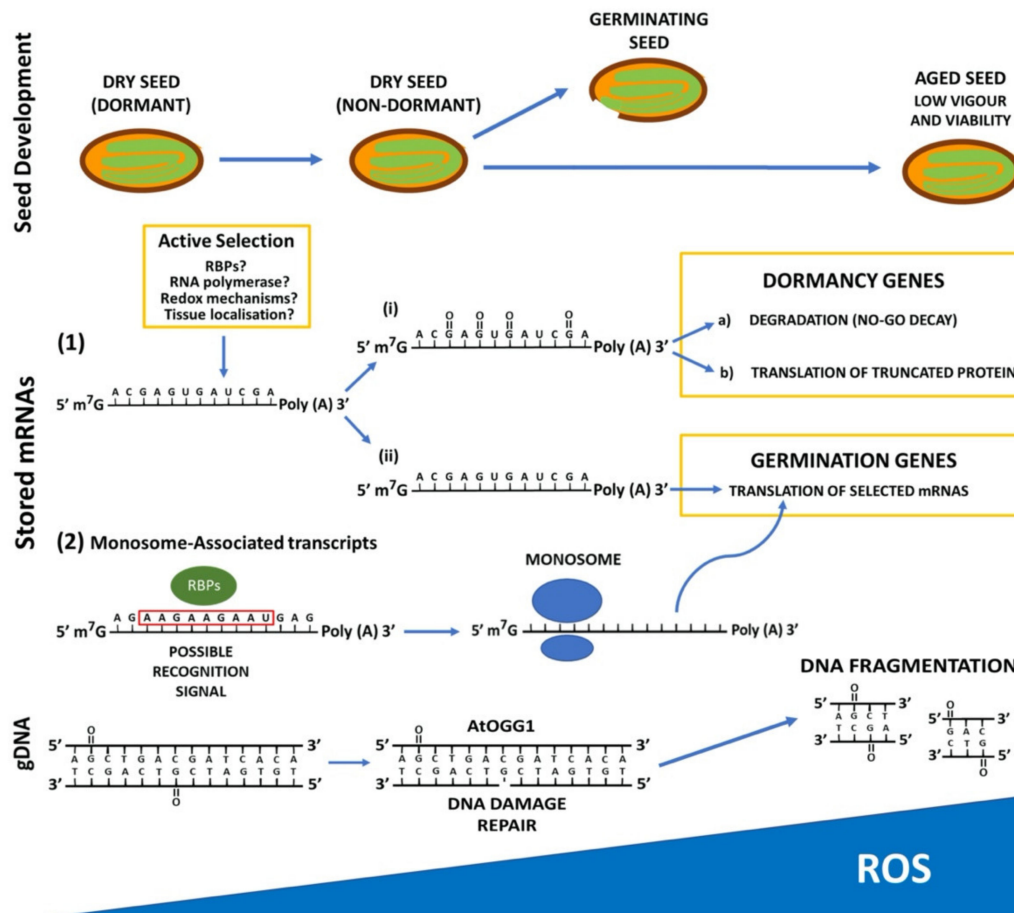 Seed Development
DRY SEED
(DORMANT)
DRY SEED
(NON-DORMANT)
GERMINATING
SEED
AGED SEED
LOW VIGOUR
AND VIABILITY
Stored mRNAs
Active Selection
RBPs?
RNA polymerase?
Redox mechanisms?
Tissue localisation?
(1)
A C G A G U G A U C G A
5' m7G Poly (A) 3'
(i)
O O O O
A C G A G U G A U C G A
5' m7G Poly (A) 3'
DORMANCY GENES
a) DEGRADATION (NO-GO DECAY)
b) TRANSLATION OF TRUNCATED PROTEIN
(ii)
A C G A G U G A U C G A
5' m7G Poly (A) 3'
GERMINATION GENES
TRANSLATION OF SELECTED mRNAS
(2) Monosome-Associated transcripts
RBPs
A G A A G A A G A A U G A G
5' m7G Poly (A) 3'
POSSIBLE
RECOGNITION
SIGNAL
MONOSOME
5' m7G Poly (A) 3'
gDNA
O
5' 3'
A G C T G A C G A T C A C A
T C G A C T G C T A G T G T
3' 5'
O
AtOGG1
O
5' 3'
A G C T G A C G A T C A C A
T C G A C T G C T A G T G T
3' 5'
DNA DAMAGE
REPAIR
DNA FRAGMENTATION
O
5' 3'
A G C T
T C G A
3' 5'
O
O
5' 3'
G A T C
C T A G
3' 5'
O
ROS